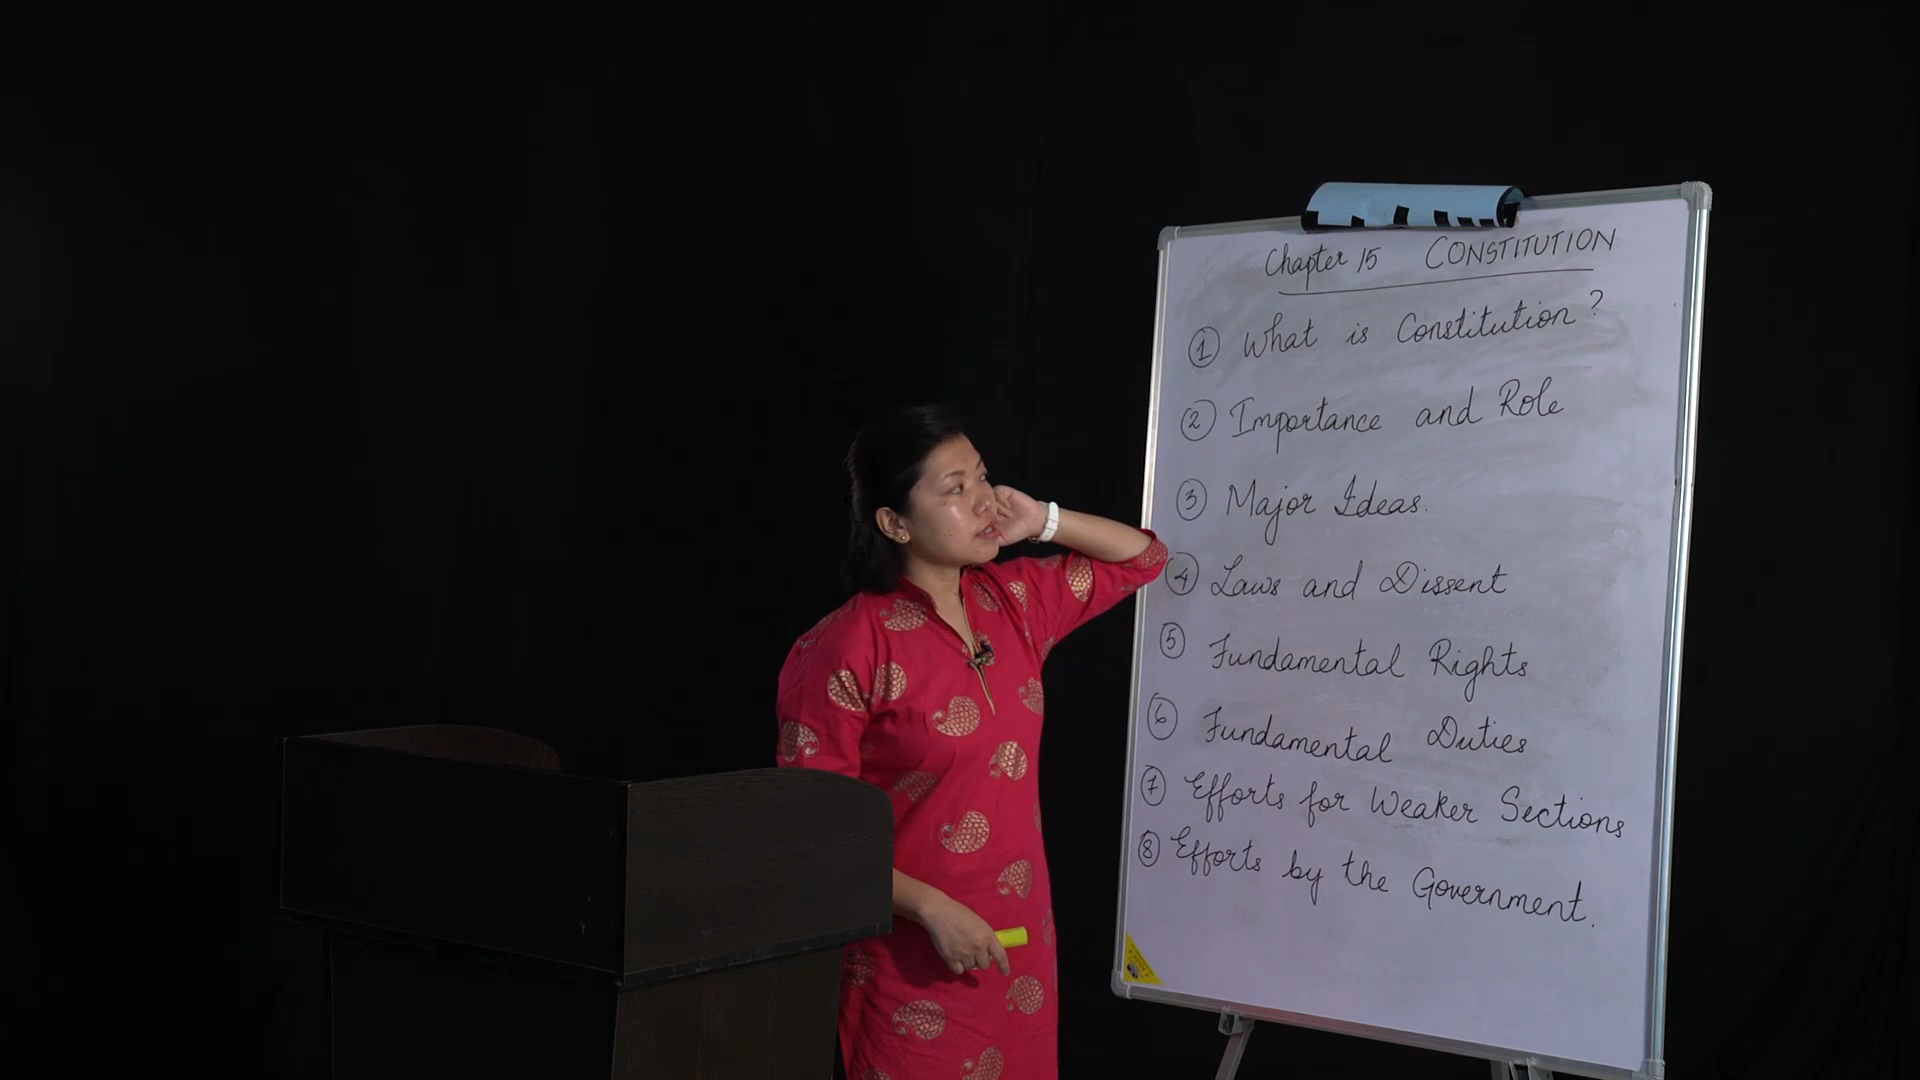 Chapter 15 CONSTITUTION
1 What is Constitution?
2 Importance and Role
3 Major Ideas.
4 Laws and Dissent
5 Fundamental Rights
6 Fundamental Duties
7 Efforts for Weaker Sections
8 Efforts by the Government.